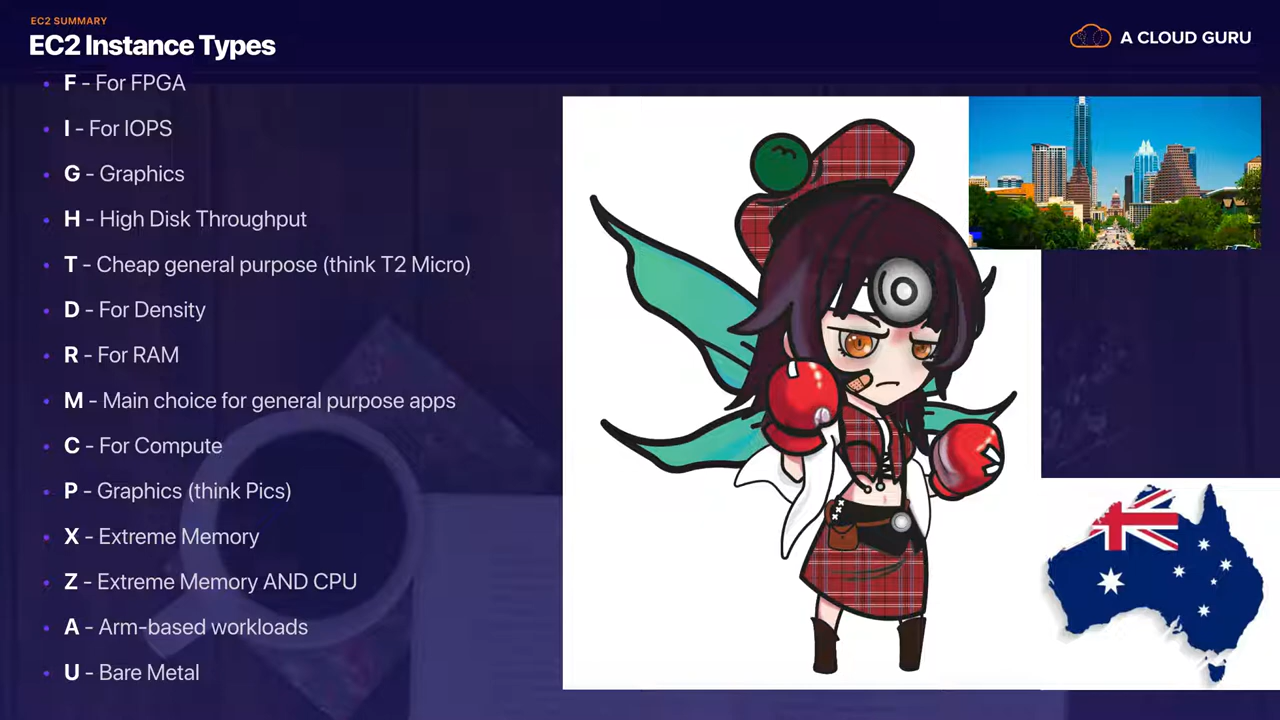 EC2 SUMMARY
EC2 Instance Types
A CLOUD GURU
• F - For FPGA
• I - For IOPS
• G - Graphics
• H - High Disk Throughput
• T - Cheap general purpose (think T2 Micro)
• D - For Density
• R - For RAM
• M - Main choice for general purpose apps
• C - For Compute
• P - Graphics (think Pics)
• X - Extreme Memory
• Z - Extreme Memory AND CPU
• A - Arm-based workloads
• U - Bare Metal